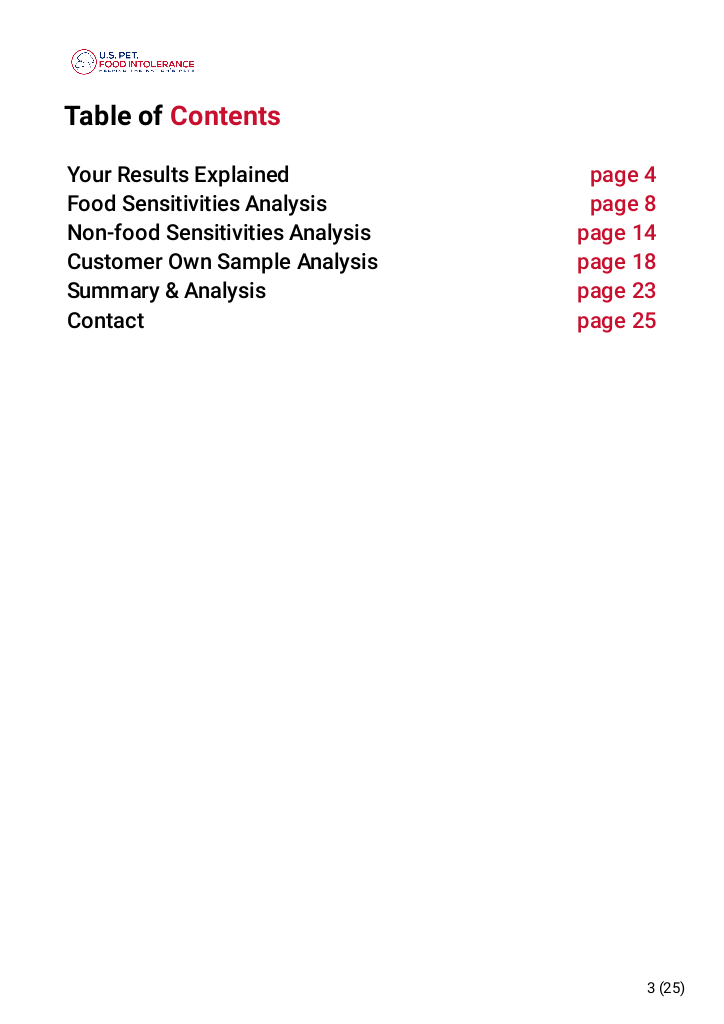 U.S. PET.
FOOD INTOLERANCE
Table of Contents
Your Results Explained page 4
Food Sensitivities Analysis page 8
Non-food Sensitivities Analysis page 14
Customer Own Sample Analysis page 18
Summary & Analysis page 23
Contact page 25
3 (25)